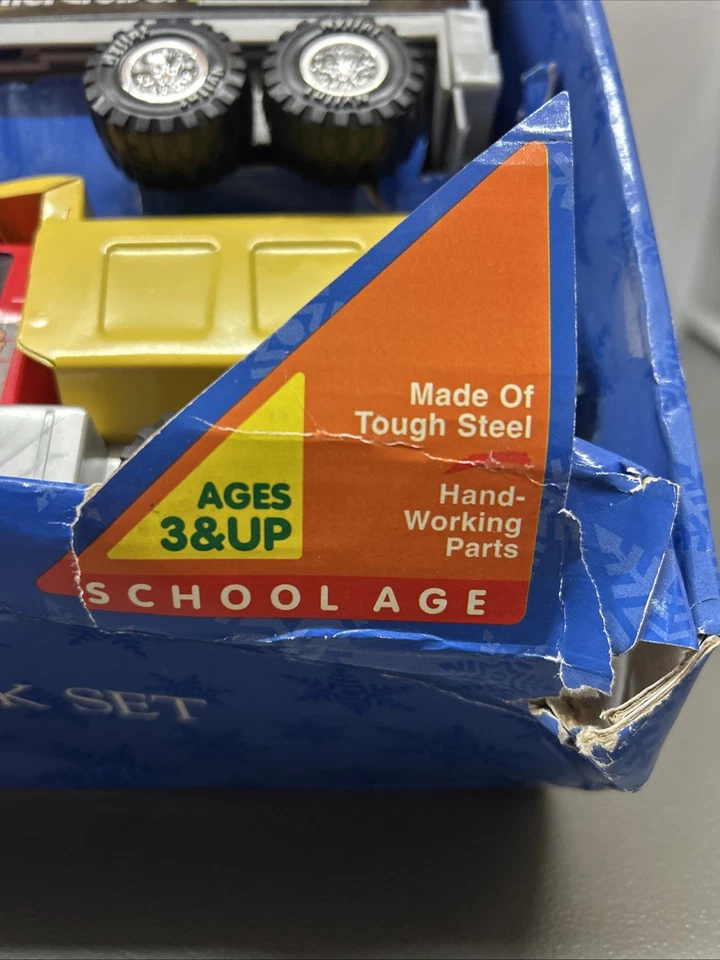 Made Of
Tough Steel
Hand-
Working
Parts
AGES
3&UP
SCHOOL AGE
K SET